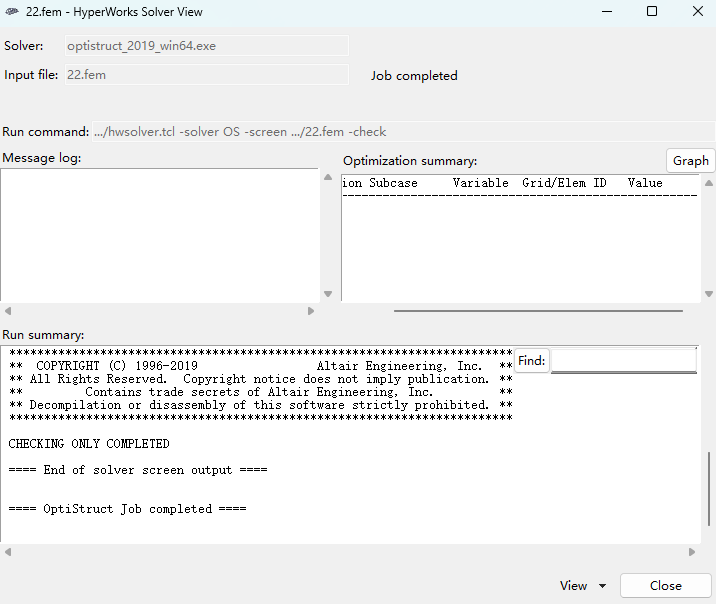 22.fem - HyperWorks Solver View
Solver: optistruct_2019_win64.exe
Input file: 22.fem Job completed
Run command: .../hwsolver.tcl -solver OS -screen .../22.fem -check
Message log:
Optimization summary: Graph
ion Subcase Variable Grid/Elem ID Value
--------------------------------------------------
Run summary:
**************************************************************************
** COPYRIGHT (C) 1996-2019 Altair Engineering, Inc. **
Find:
** All Rights Reserved. Copyright notice does not imply publication. **
** Contains trade secrets of Altair Engineering, Inc. **
** Decompilation or disassembly of this software strictly prohibited. **
**************************************************************************
CHECKING ONLY COMPLETED
==== End of solver screen output ====
==== OptiStruct Job completed ====
View Close